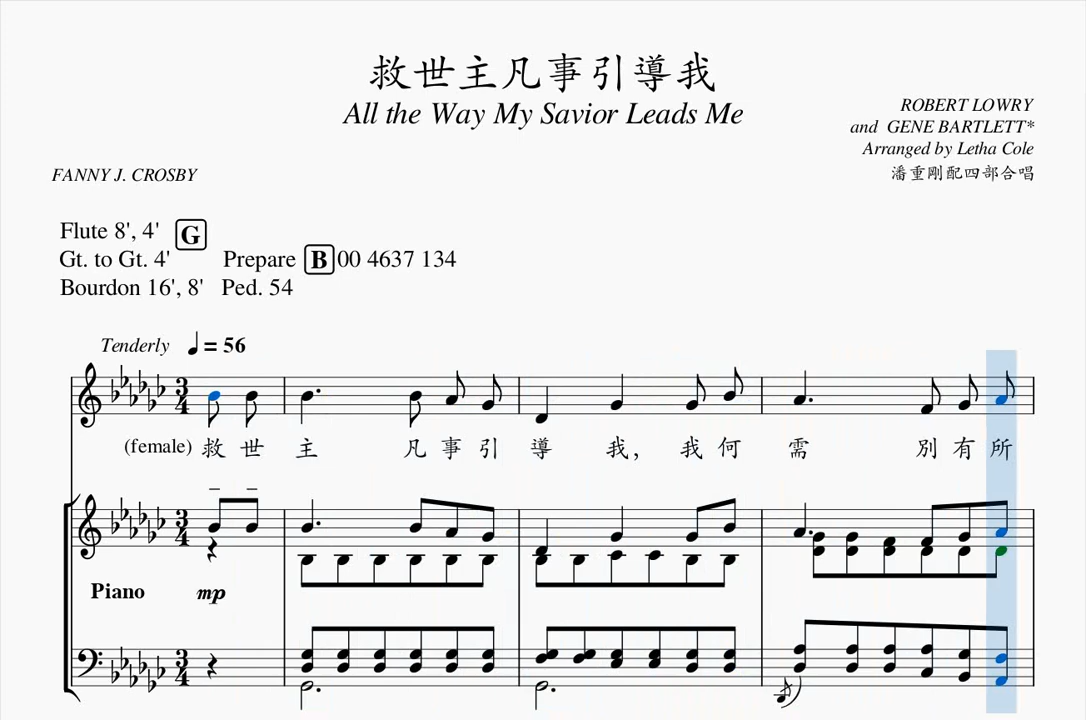 救世主凡事引導我
All the Way My Savior Leads Me
ROBERT LOWRY
and GENE BARTLETT*
Arranged by Letha Cole
潘重剛配四部合唱
FANNY J. CROSBY
Flute 8', 4' G
Gt. to Gt. 4' Prepare B 00 4637 134
Bourdon 16', 8' Ped. 54
Tenderly ♩ = 56
(female) 救 世 主 凡 事 引 導 我, 我 何 需 別 有 所
Piano mp